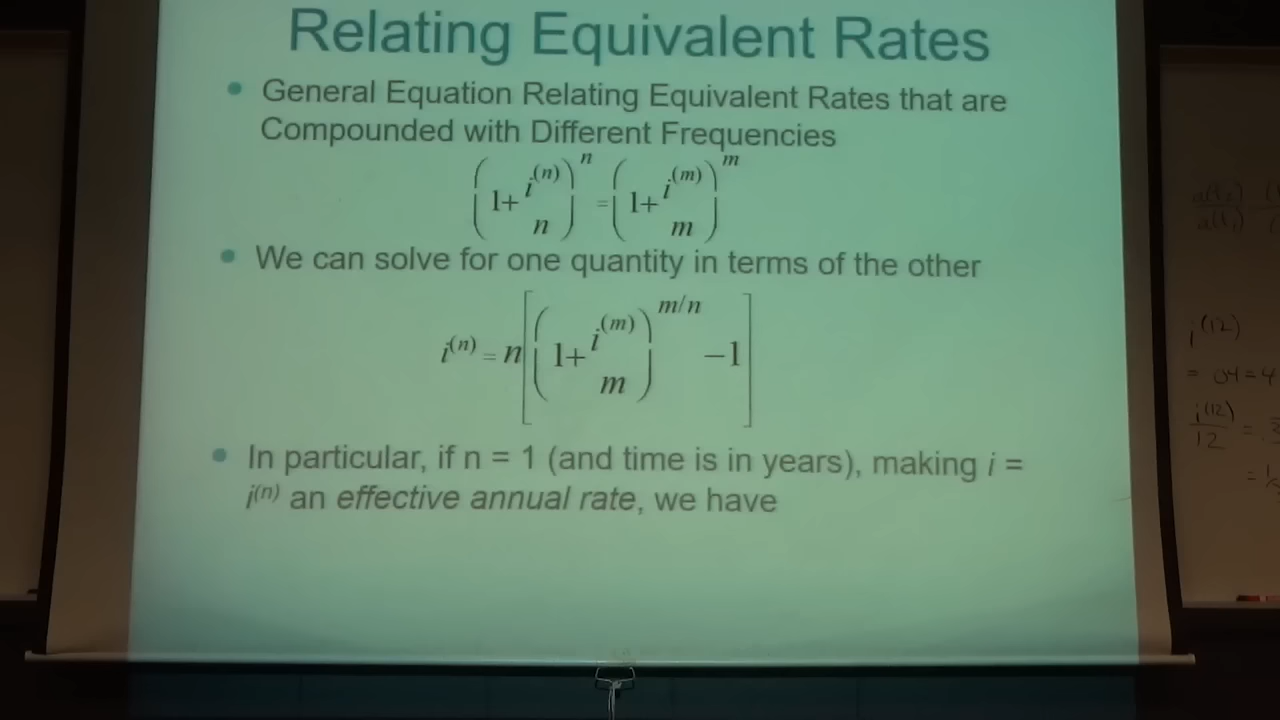 Relating Equivalent Rates
• General Equation Relating Equivalent Rates that are
Compounded with Different Frequencies
(1+ i^(n) / n)^n = (1+ i^(m) / m)^m
• We can solve for one quantity in terms of the other
i^(n) = n[(1+ i^(m) / m)^m/n −1]
• In particular, if n = 1 (and time is in years), making i =
i^(n) an effective annual rate, we have
i^(12)
i^(12) / 12 =